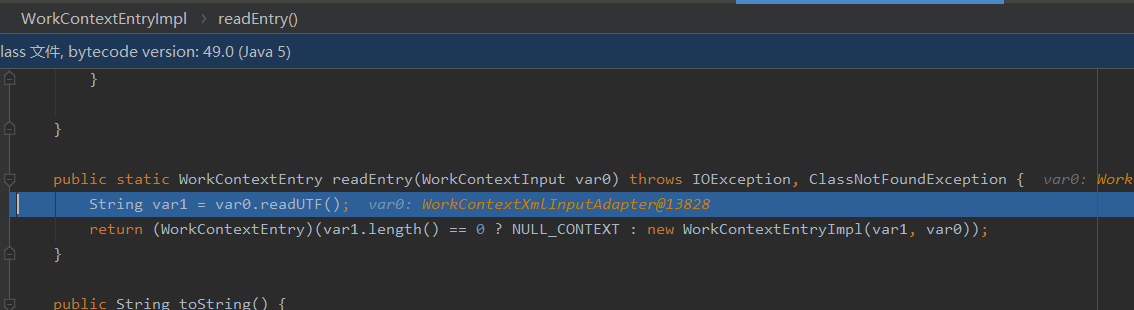 WorkContextEntryImpl › readEntry()
lass 文件, bytecode version: 49.0 (Java 5)
}
}
public static WorkContextEntry readEntry(WorkContextInput var0) throws IOException, ClassNotFoundException { var0: Work
String var1 = var0.readUTF(); var0: WorkContextXmlInputAdapter@13828
return (WorkContextEntry)(var1.length() == 0 ? NULL_CONTEXT : new WorkContextEntryImpl(var1, var0));
}
public String toString() {